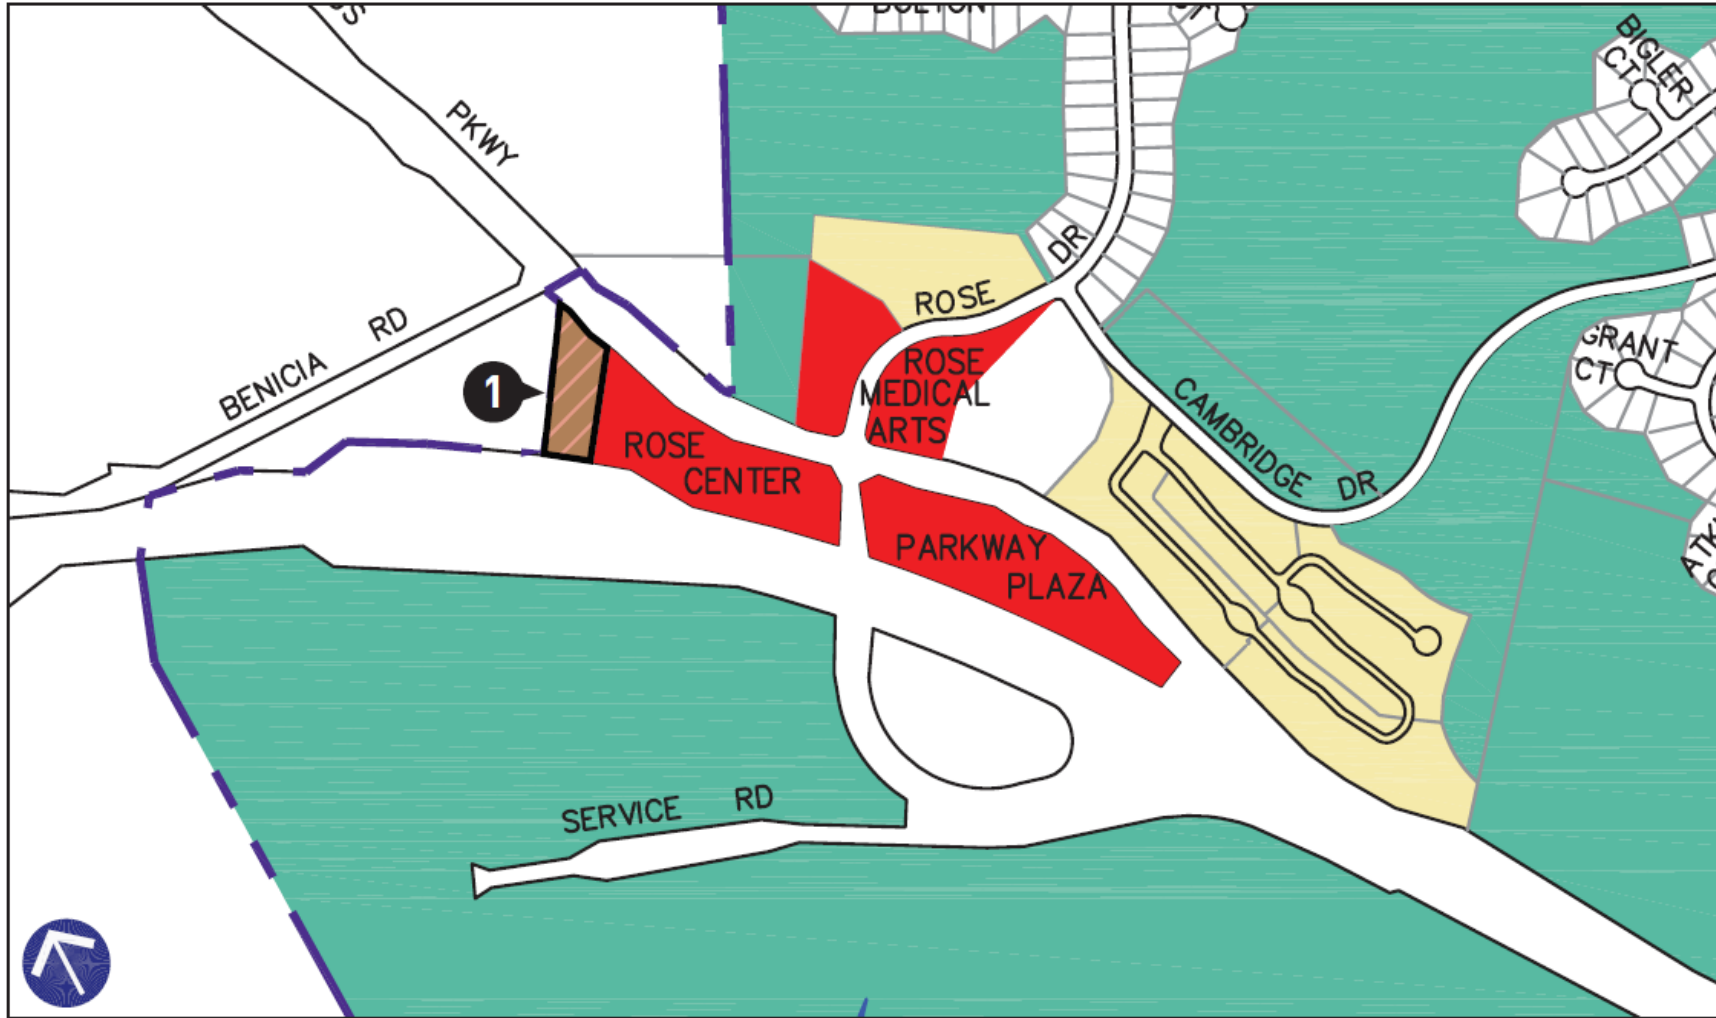 BOLTON
BIGLER
CT
PKWY
DR
ROSE
BENICIA RD
GRANT
CT
1
ROSE
MEDICAL
ARTS
CAMBRIDGE DR
ROSE
CENTER
PARKWAY
PLAZA
SERVICE RD